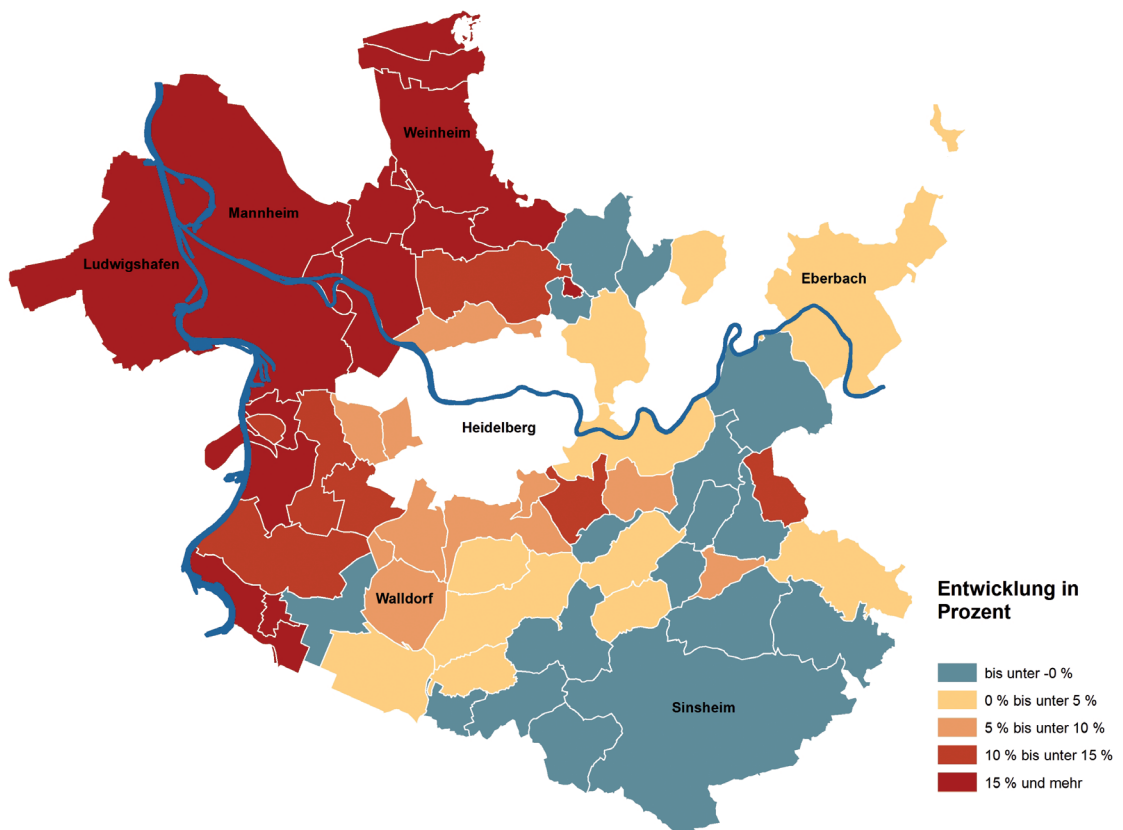 Weinheim
Mannheim
Ludwigshafen
Eberbach
Heidelberg
Walldorf
Sinsheim
Entwicklung in
Prozent
bis unter -0 %
0 % bis unter 5 %
5 % bis unter 10 %
10 % bis unter 15 %
15 % und mehr